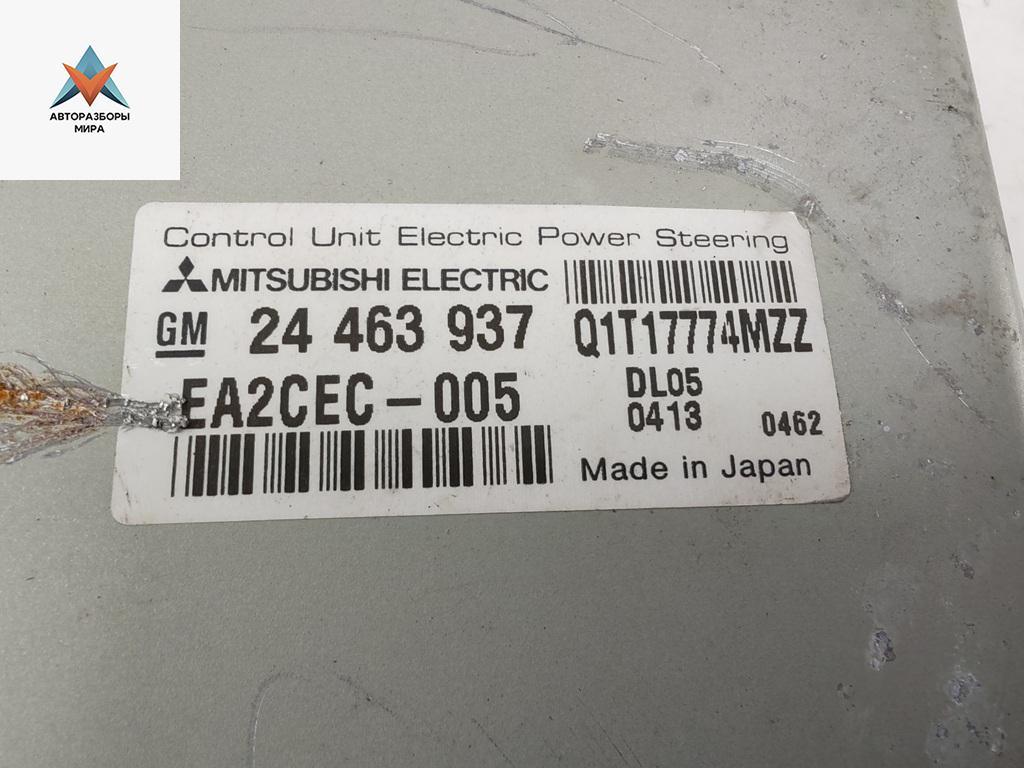 АВТОРАЗБОРЫ
МИРА
Control Unit Electric Power Steering
MITSUBISHI ELECTRIC
GM 24 463 937 Q1T17774MZZ
EA2CEC-005 DL05
0413 0462
Made in Japan